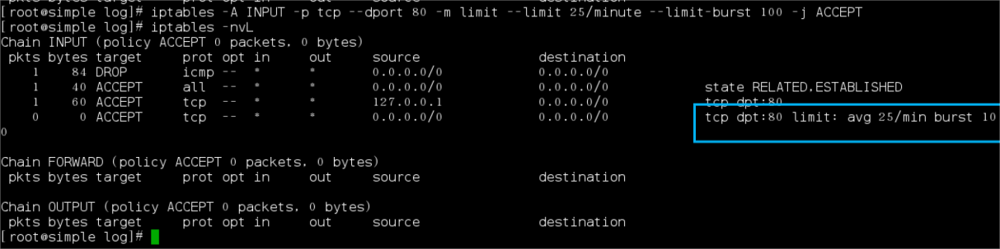 [root@simple log]# iptables -A INPUT -p tcp --dport 80 -m limit --limit 25/minute --limit-burst 100 -j ACCEPT
[root@simple log]# iptables -nvL
Chain INPUT (policy ACCEPT 0 packets, 0 bytes)
pkts bytes target prot opt in out source destination
1 84 DROP icmp -- * * 0.0.0.0/0 0.0.0.0/0
1 40 ACCEPT all -- * * 0.0.0.0/0 0.0.0.0/0 state RELATED,ESTABLISHED
1 60 ACCEPT tcp -- * * 127.0.0.1 0.0.0.0/0 tcp dpt:80
0 0 ACCEPT tcp -- * * 0.0.0.0/0 0.0.0.0/0 tcp dpt:80 limit: avg 25/min burst 10
0
Chain FORWARD (policy ACCEPT 0 packets, 0 bytes)
pkts bytes target prot opt in out source destination
Chain OUTPUT (policy ACCEPT 0 packets, 0 bytes)
pkts bytes target prot opt in out source destination
[root@simple log]#